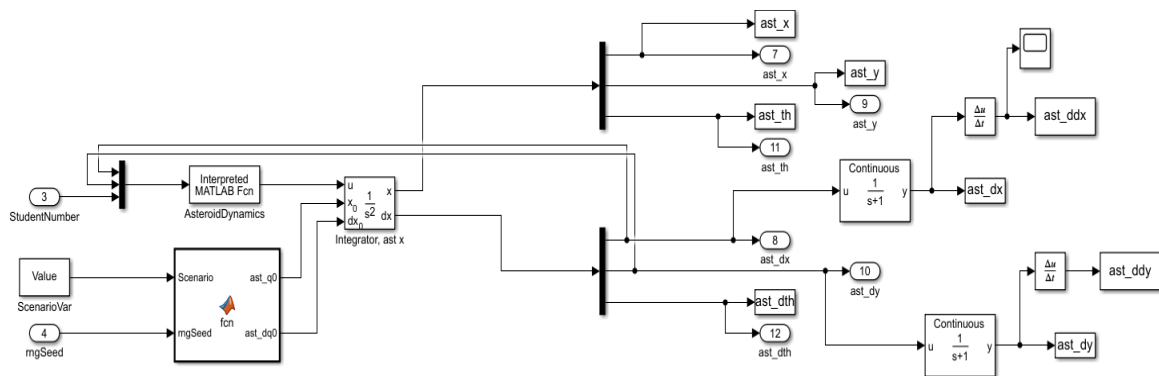 ast_x
7
ast_x
ast_y
9
ast_y
ast_th
11
ast_th
Δu
Δt
ast_ddx
3
StudentNumber
Interpreted
MATLAB Fcn
AsteroidDynamics
u
x0
dx0
1
s2
x
dx
Integrator, ast x
Continuous
u
1
s+1
y
ast_dx
Value
ScenarioVar
4
rngSeed
Scenario
rngSeed
fcn
ast_q0
ast_dq0
8
ast_dx
10
ast_dy
ast_dth
12
ast_dth
Δu
Δt
ast_ddy
Continuous
u
1
s+1
y
ast_dy